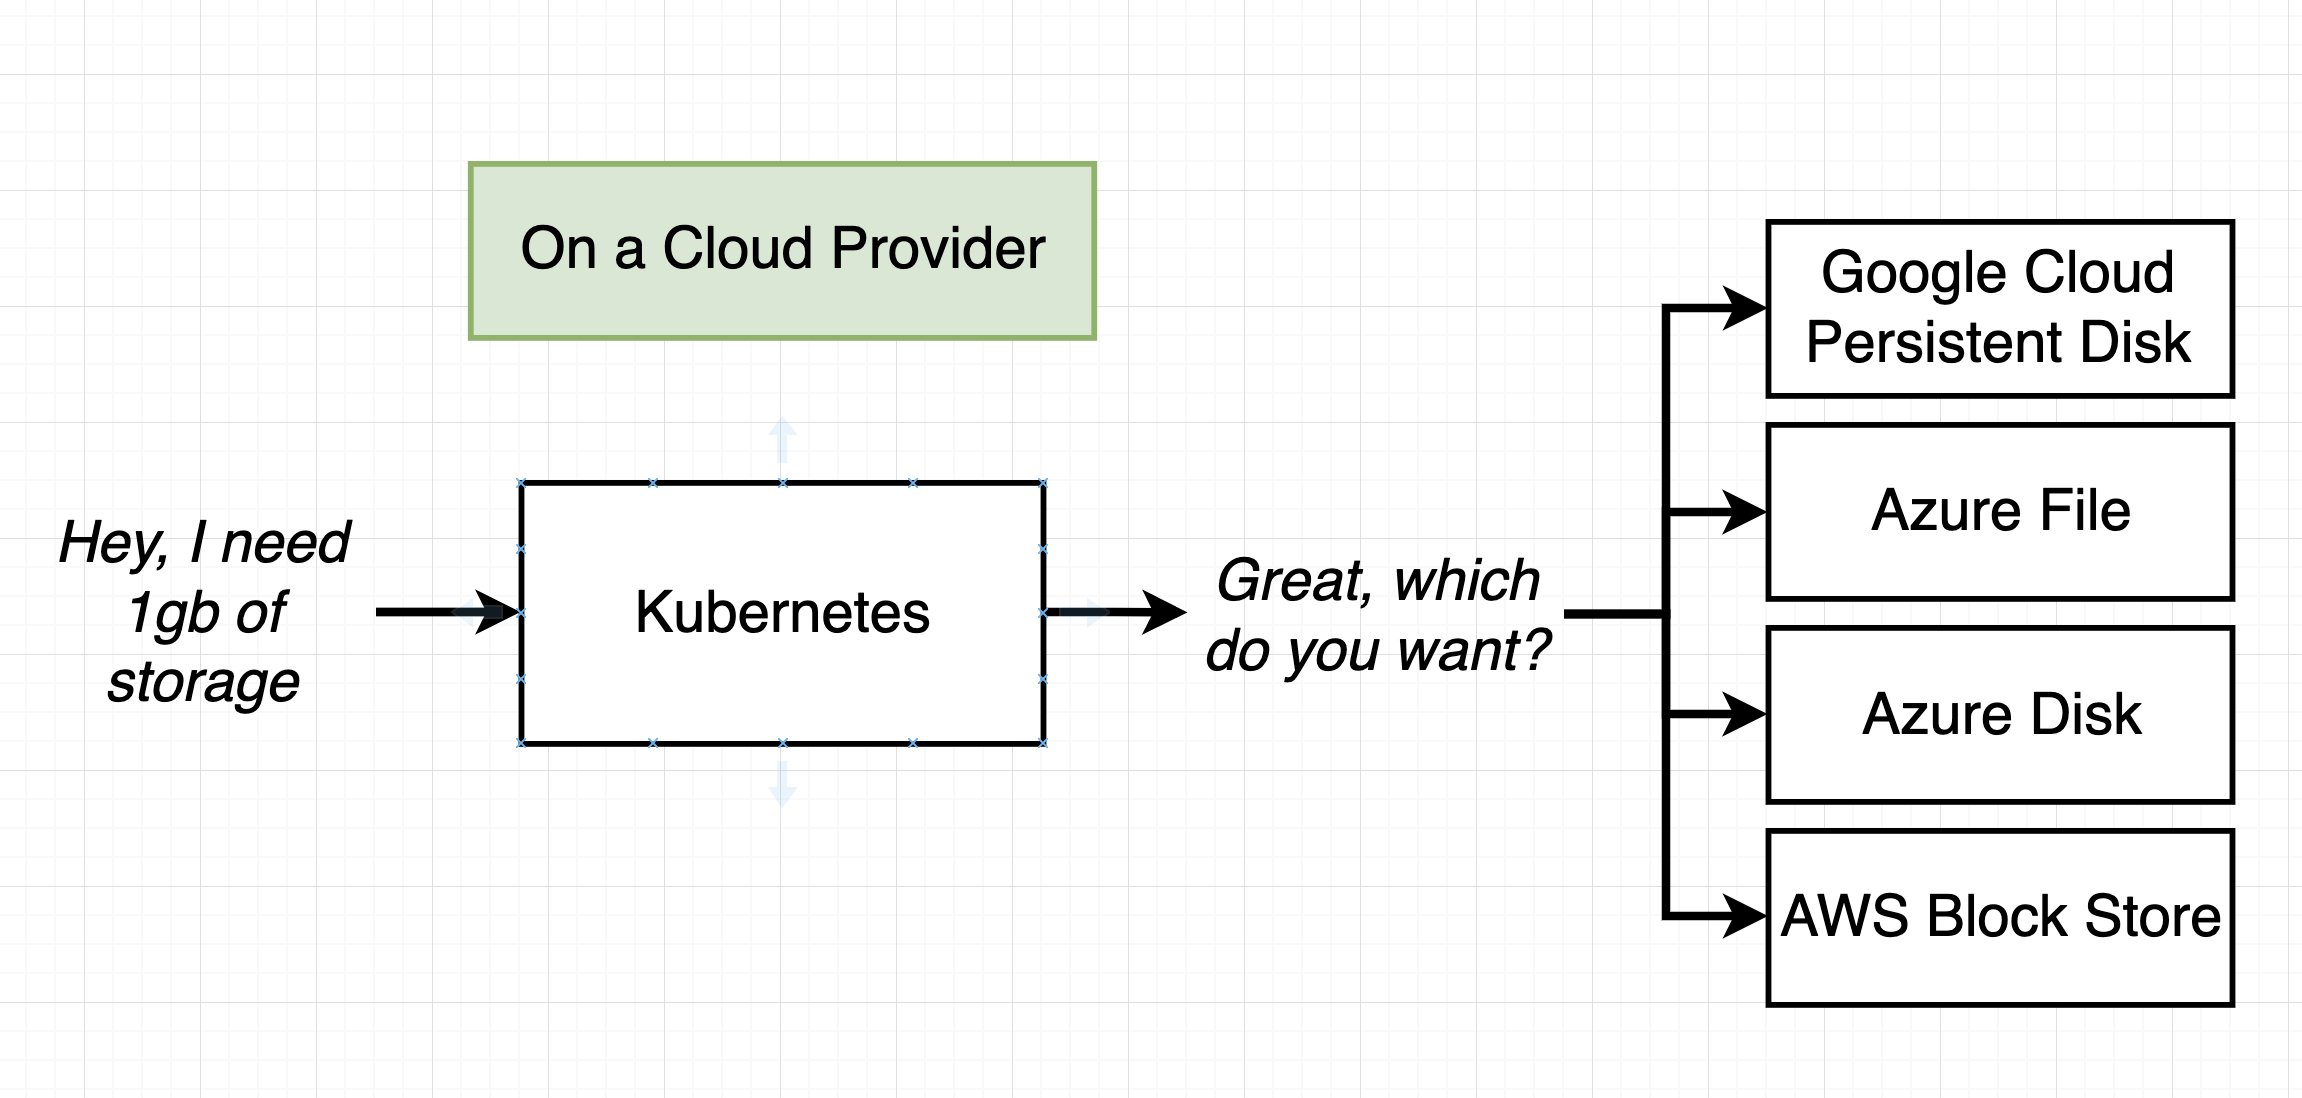 On a Cloud Provider
Hey, I need
1gb of
storage
Kubernetes
Great, which
do you want?
Google Cloud
Persistent Disk
Azure File
Azure Disk
AWS Block Store